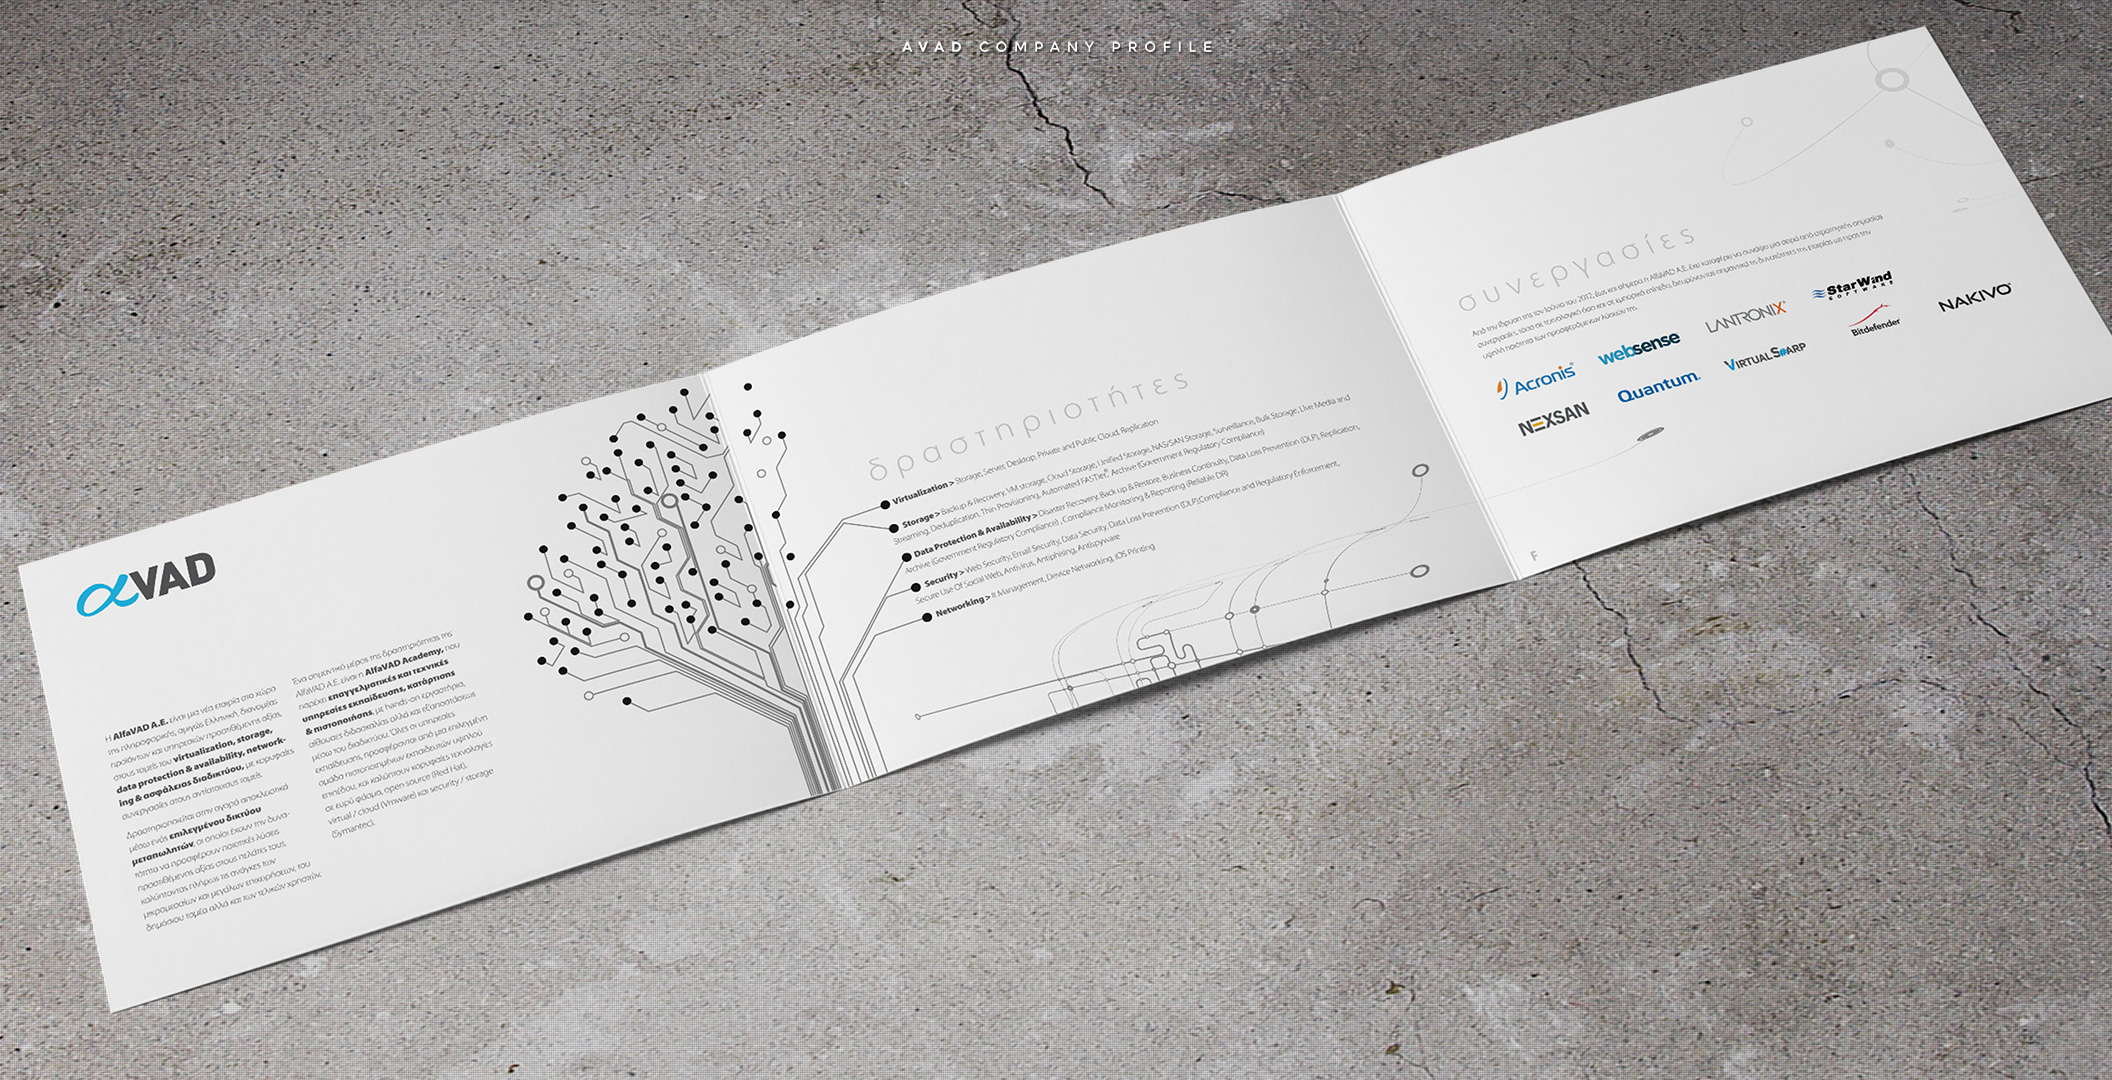 AVAD COMPANY PROFILE
αVAD
Η AlfaVAD A.E. είναι μια νέα εταιρία στο χώρο
της πληροφορικής, αμιγώς Ελληνική, διανομέας
προϊόντων και υπηρεσιών προστιθέμενης αξίας,
στους τομείς του virtualization, storage,
data protection & availability, network-
ing & ασφάλειας διαδικτύου, με κορυφαίες
συνεργασίες στους αντίστοιχους τομείς.
Δραστηριοποιείται στην αγορά αποκλειστικά
μέσω ενός επιλεγμένου δικτύου
μεταπωλητών, οι οποίοι έχουν την δυνα-
τότητα να προσφέρουν ποιοτικές λύσεις
προστιθέμενης αξίας στους πελάτες τους,
καλύπτοντας πλήρως τις ανάγκες των
μικρομεσαίων και μεγάλων επιχειρήσεων, του
δημόσιου τομέα αλλά και των τελικών χρηστών.
Ένα σημαντικό μέρος της δραστηριότητας της
AlfaVAD A.E. είναι η AlfaVAD Academy, που
παρέχει επαγγελματικές και τεχνικές
υπηρεσίες εκπαίδευσης, κατάρτισης
& πιστοποίησης, με hands-on εργαστήρια,
αίθουσες διδασκαλίας αλλά και εξ αποστάσεως
μέσω του διαδικτύου. Όλες οι υπηρεσίες
εκπαίδευσης, προσφέρονται από μια επιλεγμένη
ομάδα πιστοποιημένων εκπαιδευτών υψηλού
επιπέδου, και καλύπτουν κορυφαίες τεχνολογίες
σε ευρύ φάσμα, open source (Red Hat),
virtual / cloud (Vmware) και security / storage
(Symantec).
δραστηριοτήτες
Virtualization > Storage, Server, Desktop, Private and Public Cloud, Replication
Storage > Backup & Recovery, VM storage, Cloud Storage, Unified Storage, NAS/SAN Storage, Surveillance, Bulk Storage, Live Media and
Streaming, Deduplication, Thin Provisioning, Automated FASTier, Archive (Government Regulatory Compliance)
Data Protection & Availability > Disaster Recovery, Back up & Restore, Business Continuity, Data Loss Prevention (DLP), Replication,
Archive (Government Regulatory Compliance), Compliance Monitoring & Reporting (Reliable DR)
Security > Web Security, Email Security, Data Security, Data Loss Prevention (DLP),Compliance and Regulatory Enforcement,
Secure Use Of Social Web, Antivirus, Antiphising, Antispyware
Networking > It Management, Device Networking, iOS Printing
συνεργασίες
Από την ίδρυση της τον Ιούνιο του 2012, έως και σήμερα η AlfaVAD A.E. έχει καταφέρει να συνάψει μια σειρά από στρατηγικής σημασίας
συνεργασίες, τόσο σε τεχνολογικό όσο και σε εμπορικό επίπεδο, διευρύνοντας σημαντικά τις δυνατότητες της εταιρίας ως προς την
υψηλή ποιότητα των προσφερόμενων λύσεών της.
Acronis
websense
LANTRONIX
StarWind
SOFTWARE
NAKIVO
NEXSAN
Quantum
VIRTUALSHARP
Bitdefender
F